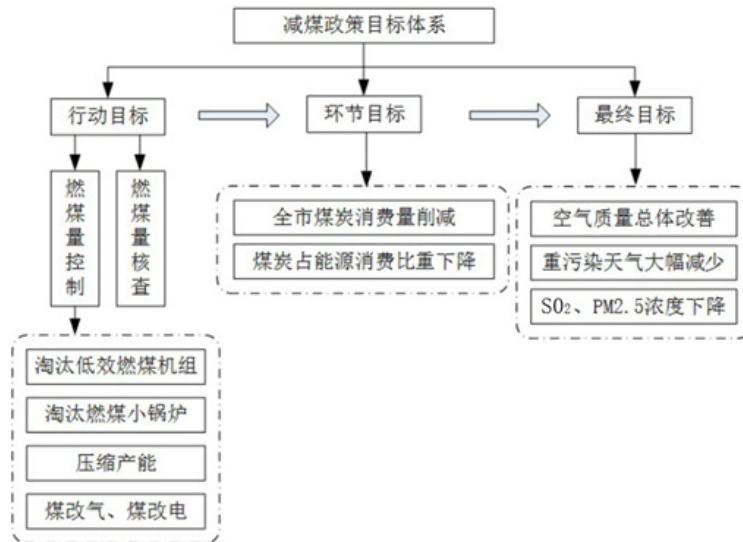 减煤政策目标体系
行动目标
环节目标
最终目标
燃煤量控制
燃煤量核查
全市煤炭消费量削减
煤炭占能源消费比重下降
空气质量总体改善
重污染天气大幅减少
SO₂、PM2.5浓度下降
淘汰低效燃煤机组
淘汰燃煤小锅炉
压缩产能
煤改气、煤改电